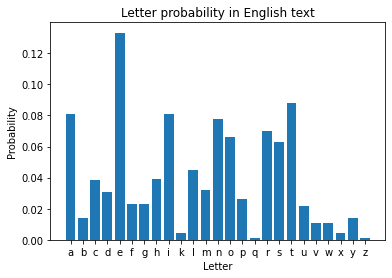 Letter probability in English text
0.12
0.10
0.08
0.06
0.04
0.02
0.00
Probability
a b c d e f g h i k l m n o p q r s t u v w x y z
Letter